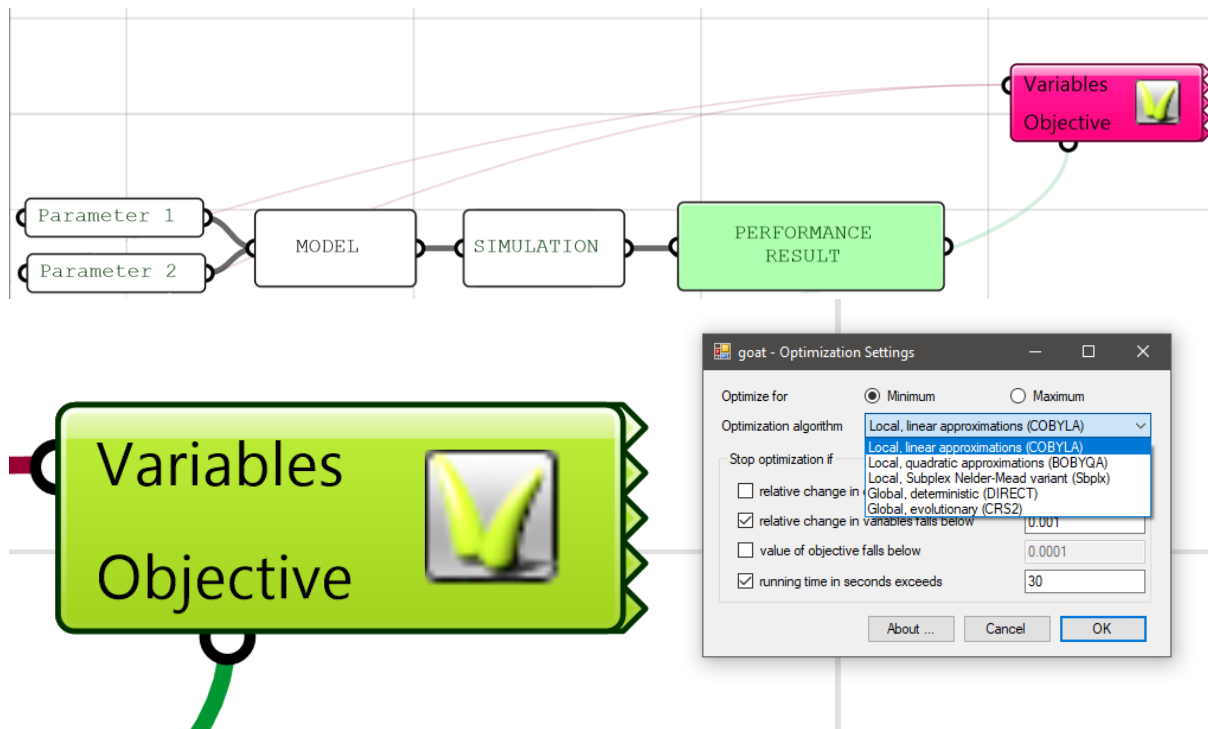 Variables
Objective
Parameter 1
Parameter 2
MODEL
SIMULATION
PERFORMANCE
RESULT
Variables
Objective
goat - Optimization Settings
Optimize for Minimum Maximum
Optimization algorithm Local, linear approximations (COBYLA)
Local, linear approximations (COBYLA)
Local, quadratic approximations (BOBYQA)
Local, Subplex Nelder-Mead variant (Sbplx)
Global, deterministic (DIRECT)
Global, evolutionary (CRS2)
Stop optimization if
relative change in
relative change in variables falls below 0.001
value of objective falls below 0.0001
running time in seconds exceeds 30
About ... Cancel OK